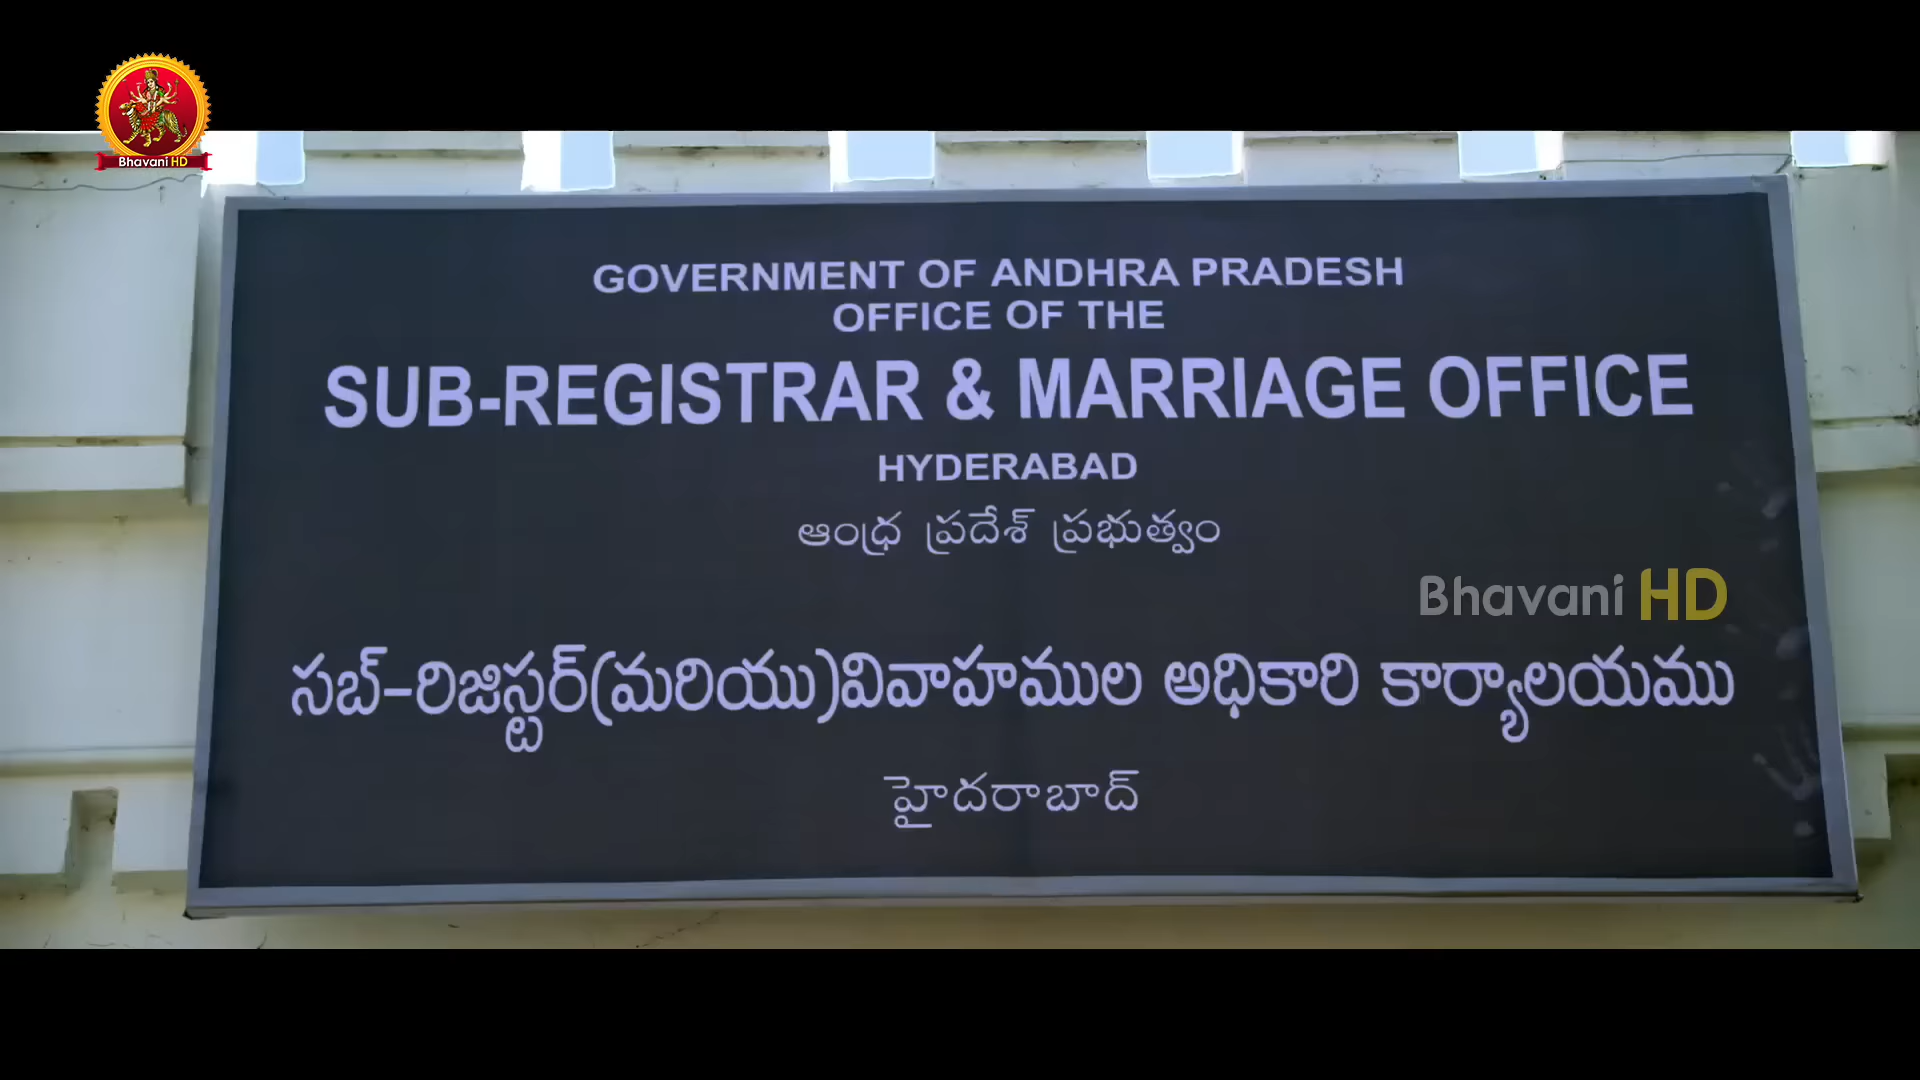 Bhavani HD
GOVERNMENT OF ANDHRA PRADESH
OFFICE OF THE
SUB-REGISTRAR & MARRIAGE OFFICE
HYDERABAD
ఆంధ్ర ప్రదేశ్ ప్రభుత్వం
Bhavani HD
సబ్-రిజిస్టర్(మరియు)వివాహముల అధికారి కార్యాలయము
హైదరాబాద్